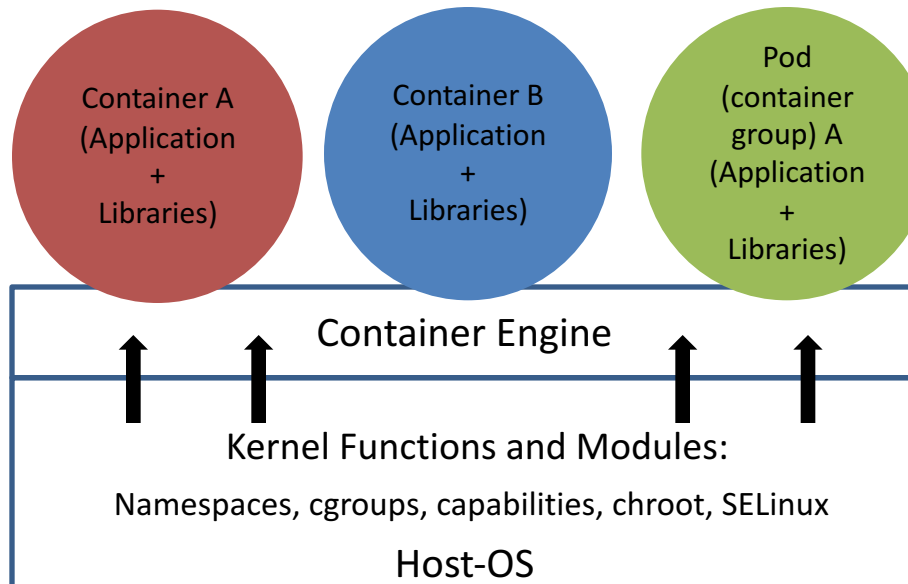 Container A
(Application
+
Libraries)
Container B
(Application
+
Libraries)
Pod
(container
group) A
(Application
+
Libraries)
Container Engine
Kernel Functions and Modules:
Namespaces, cgroups, capabilities, chroot, SELinux
Host-OS